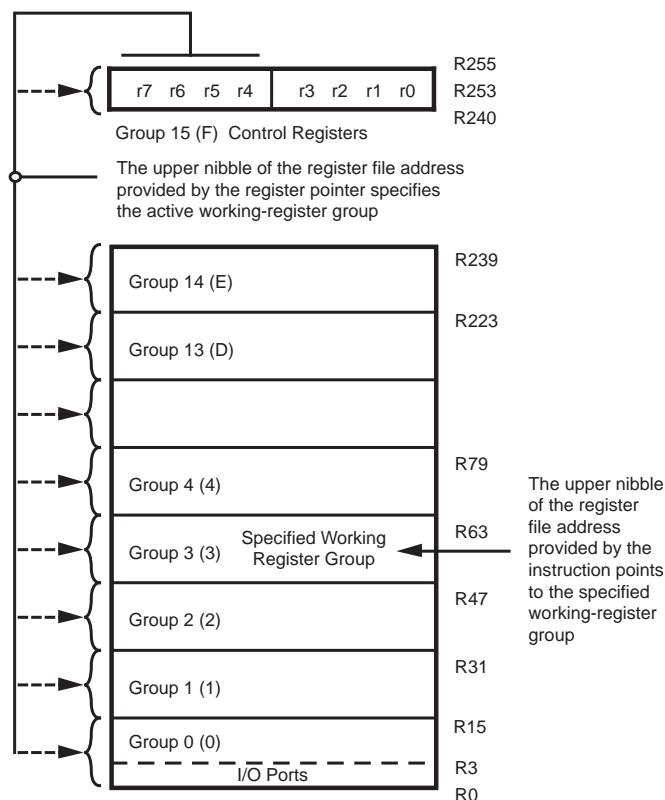 R255
r7 r6 r5 r4 r3 r2 r1 r0
R253
R240
Group 15 (F) Control Registers
The upper nibble of the register file address
provided by the register pointer specifies
the active working-register group
R239
Group 14 (E)
R223
Group 13 (D)
R79
Group 4 (4)
R63
Group 3 (3)
Specified Working
Register Group
The upper nibble
of the register
file address
provided by the
instruction points
to the specified
working-register
group
R47
Group 2 (2)
R31
Group 1 (1)
R15
Group 0 (0)
R3
I/O Ports
R0